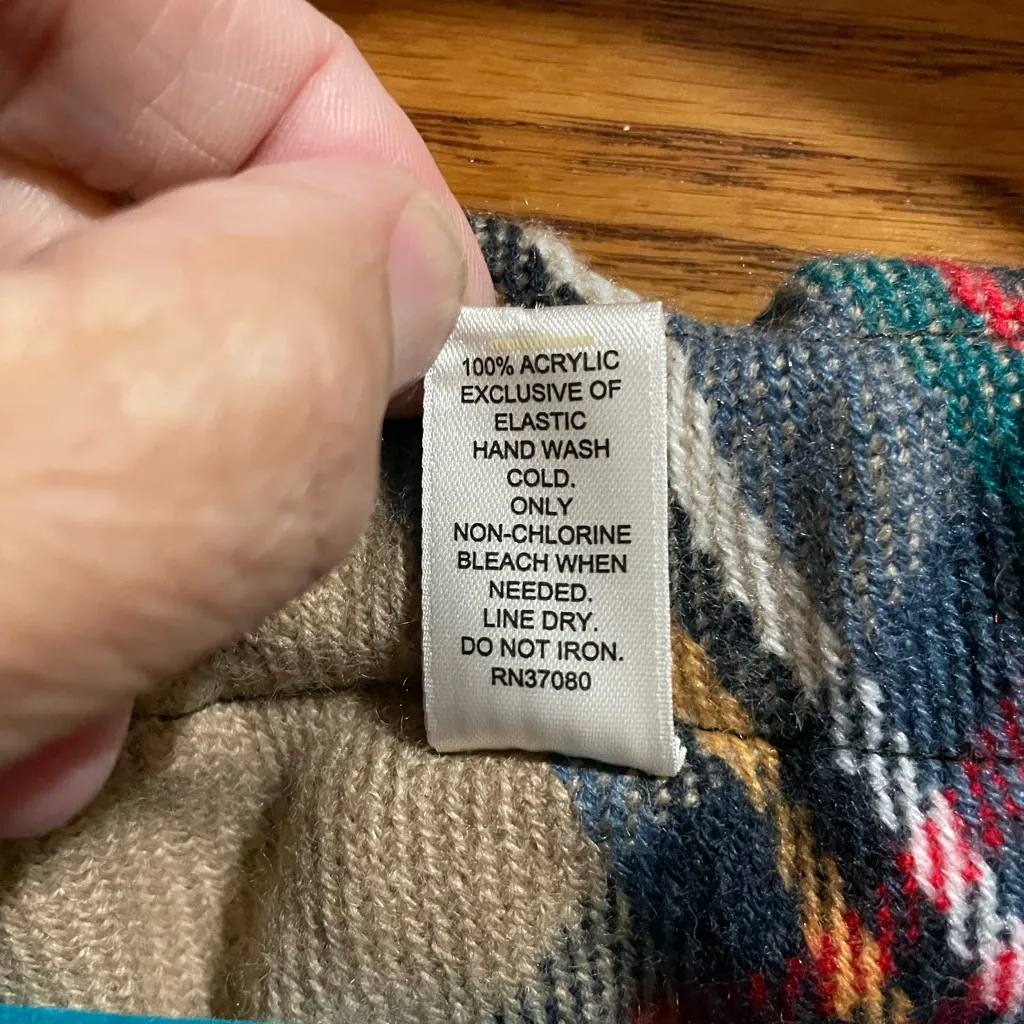 100% ACRYLIC
EXCLUSIVE OF
ELASTIC
HAND WASH
COLD.
ONLY
NON-CHLORINE
BLEACH WHEN
NEEDED.
LINE DRY.
DO NOT IRON.
RN37080